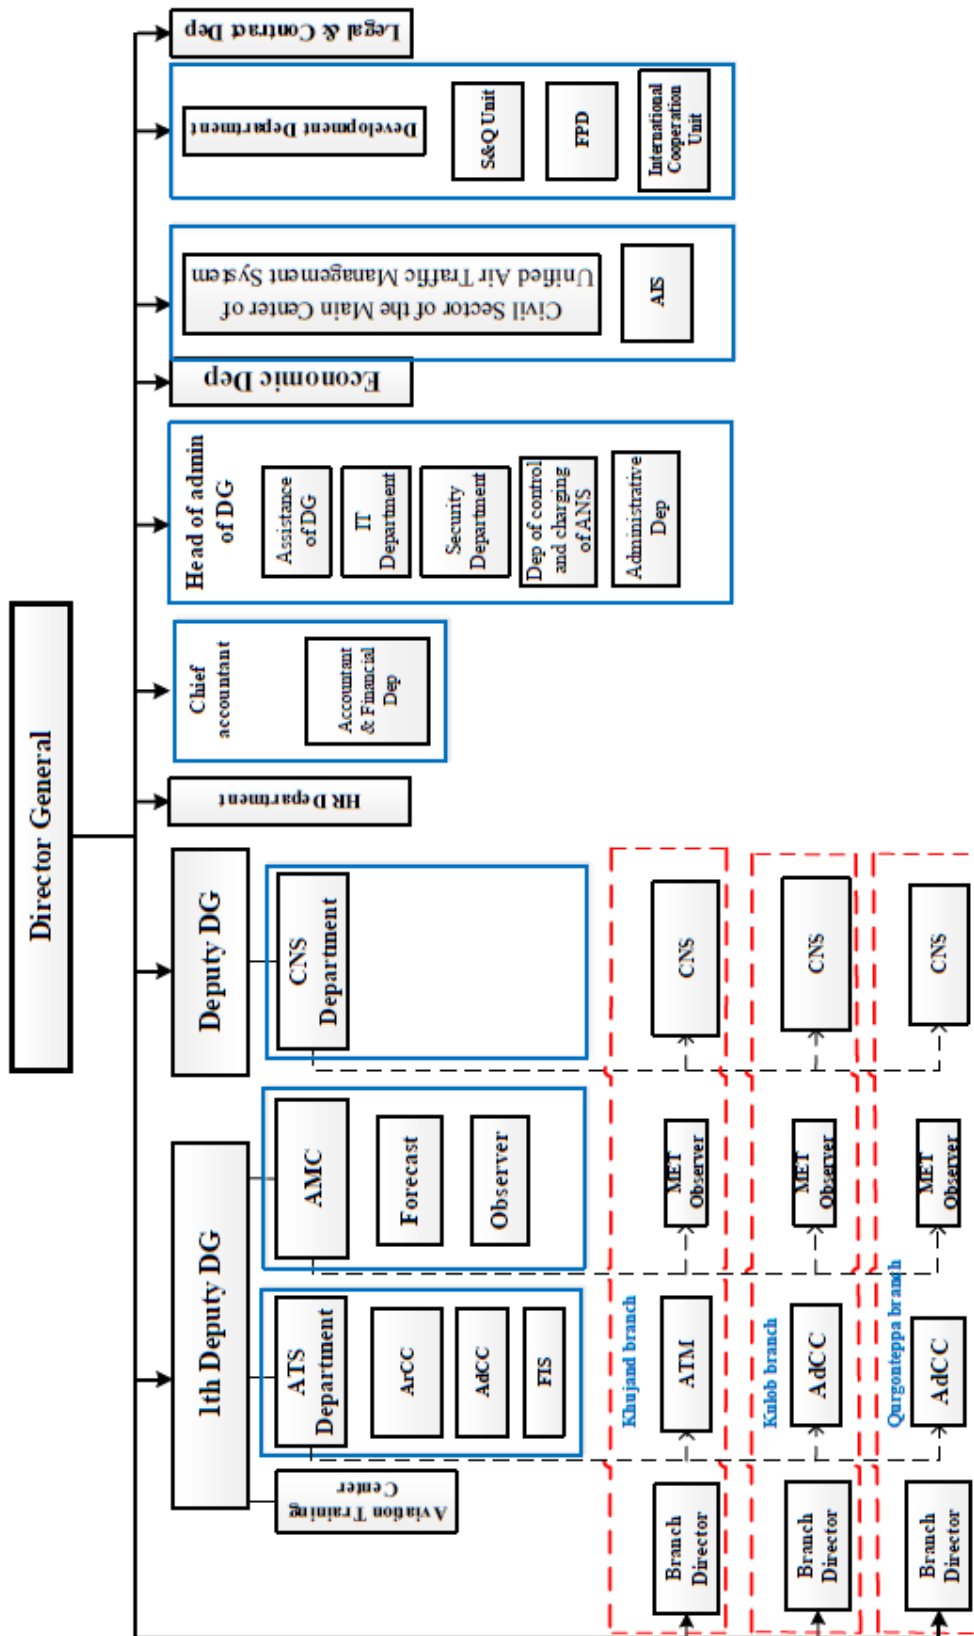 Director General
1th Deputy DG
Deputy DG
HR Department
Chief
accountant
Head of admin
of DG
Economic Dep
Civil Sector of the Main Center of
Unified Air Traffic Management System
Development Department
Legal & Contract Dep
Aviation Training
Center
ATS
Department
ArCC
AdCC
FIS
AMC
Forecast
Observer
CNS
Department
Accountant
& Financial
Dep
Assistance
of DG
IT
Department
Security
Department
Dep of control
and charging
of ANS
Administrative
Dep
AIS
S&Q Unit
FPD
International
Cooperation
Unit
Khujand branch
Branch
Director
ATM
MET
Observer
CNS
Kulob branch
Branch
Director
AdCC
MET
Observer
CNS
Qurgonteppa branch
Branch
Director
AdCC
MET
Observer
CNS